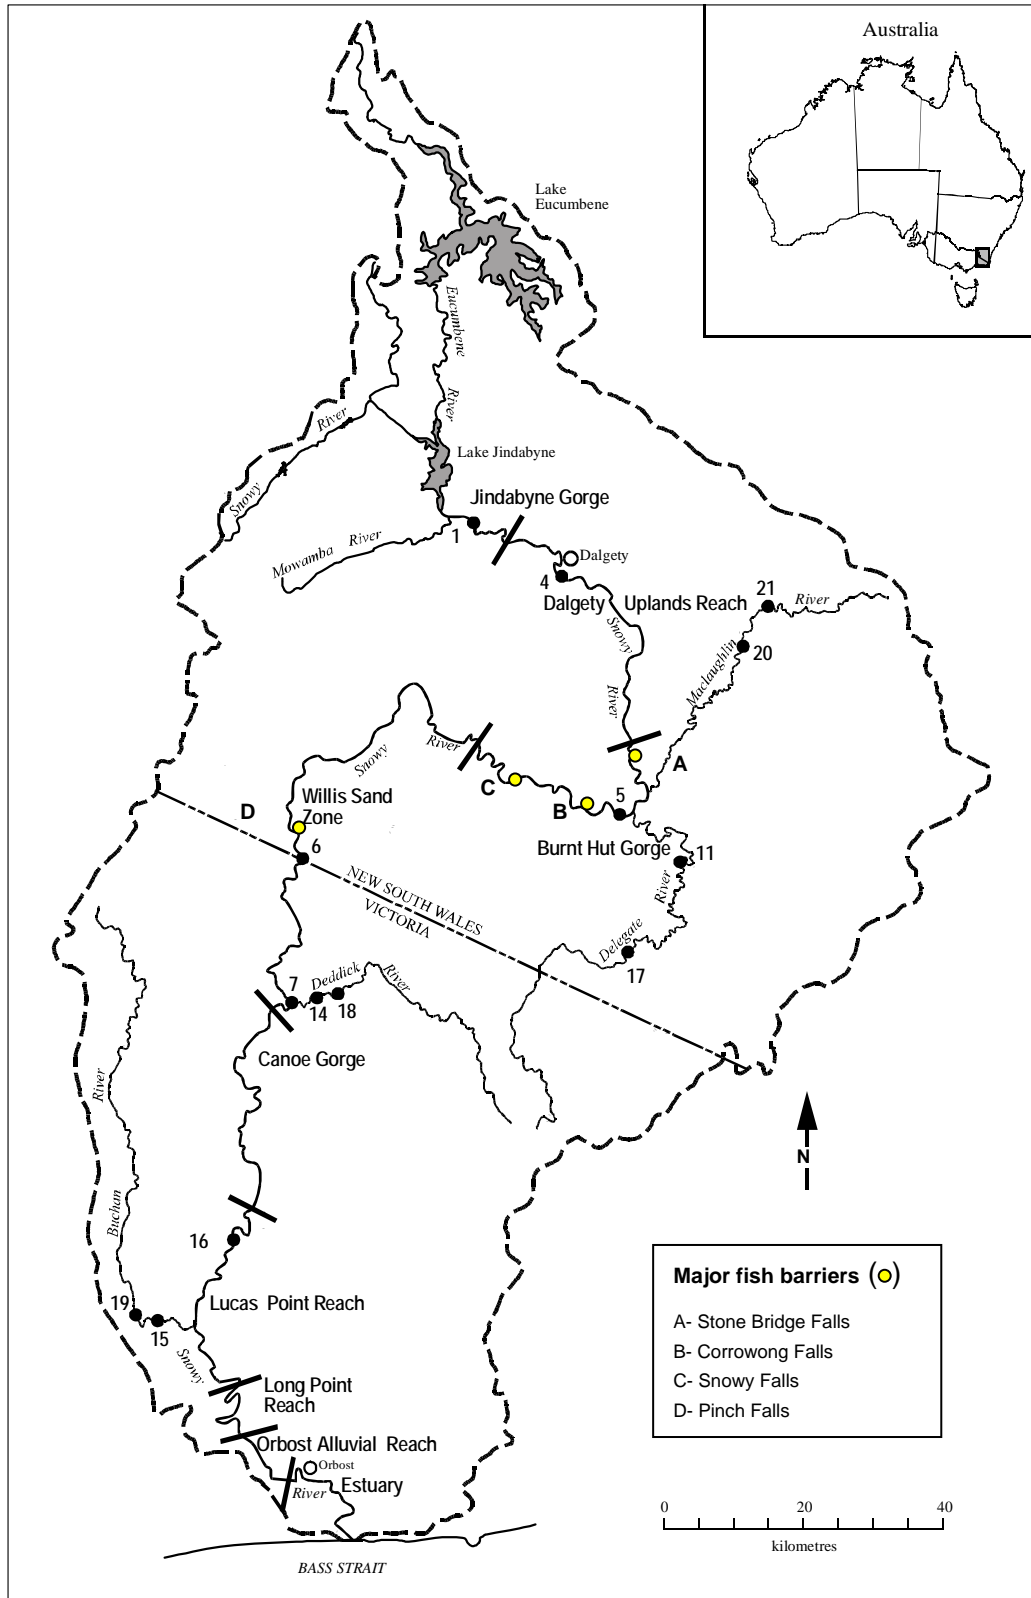 Australia
Lake
Eucumbene
Eucumbene
River
River
Snowy
Lake Jindabyne
Jindabyne Gorge
1
Mowamba River
Dalgety
4
Dalgety Uplands Reach
21
River
20
Maclaughlin
Snowy
River
Snowy
River
A
C
B
5
D
Willis Sand
Zone
6
Burnt Hut Gorge
11
River
NEW SOUTH WALES
VICTORIA
Delegate
17
7
Deddick
River
14
18
Canoe Gorge
River
N
Buchan
16
19
15
Lucas Point Reach
Snowy
Long Point
Reach
Orbost Alluvial Reach
Orbost
River
Estuary
BASS STRAIT
Major fish barriers ( )
A- Stone Bridge Falls
B- Corrowong Falls
C- Snowy Falls
D- Pinch Falls
0 20 40
kilometres